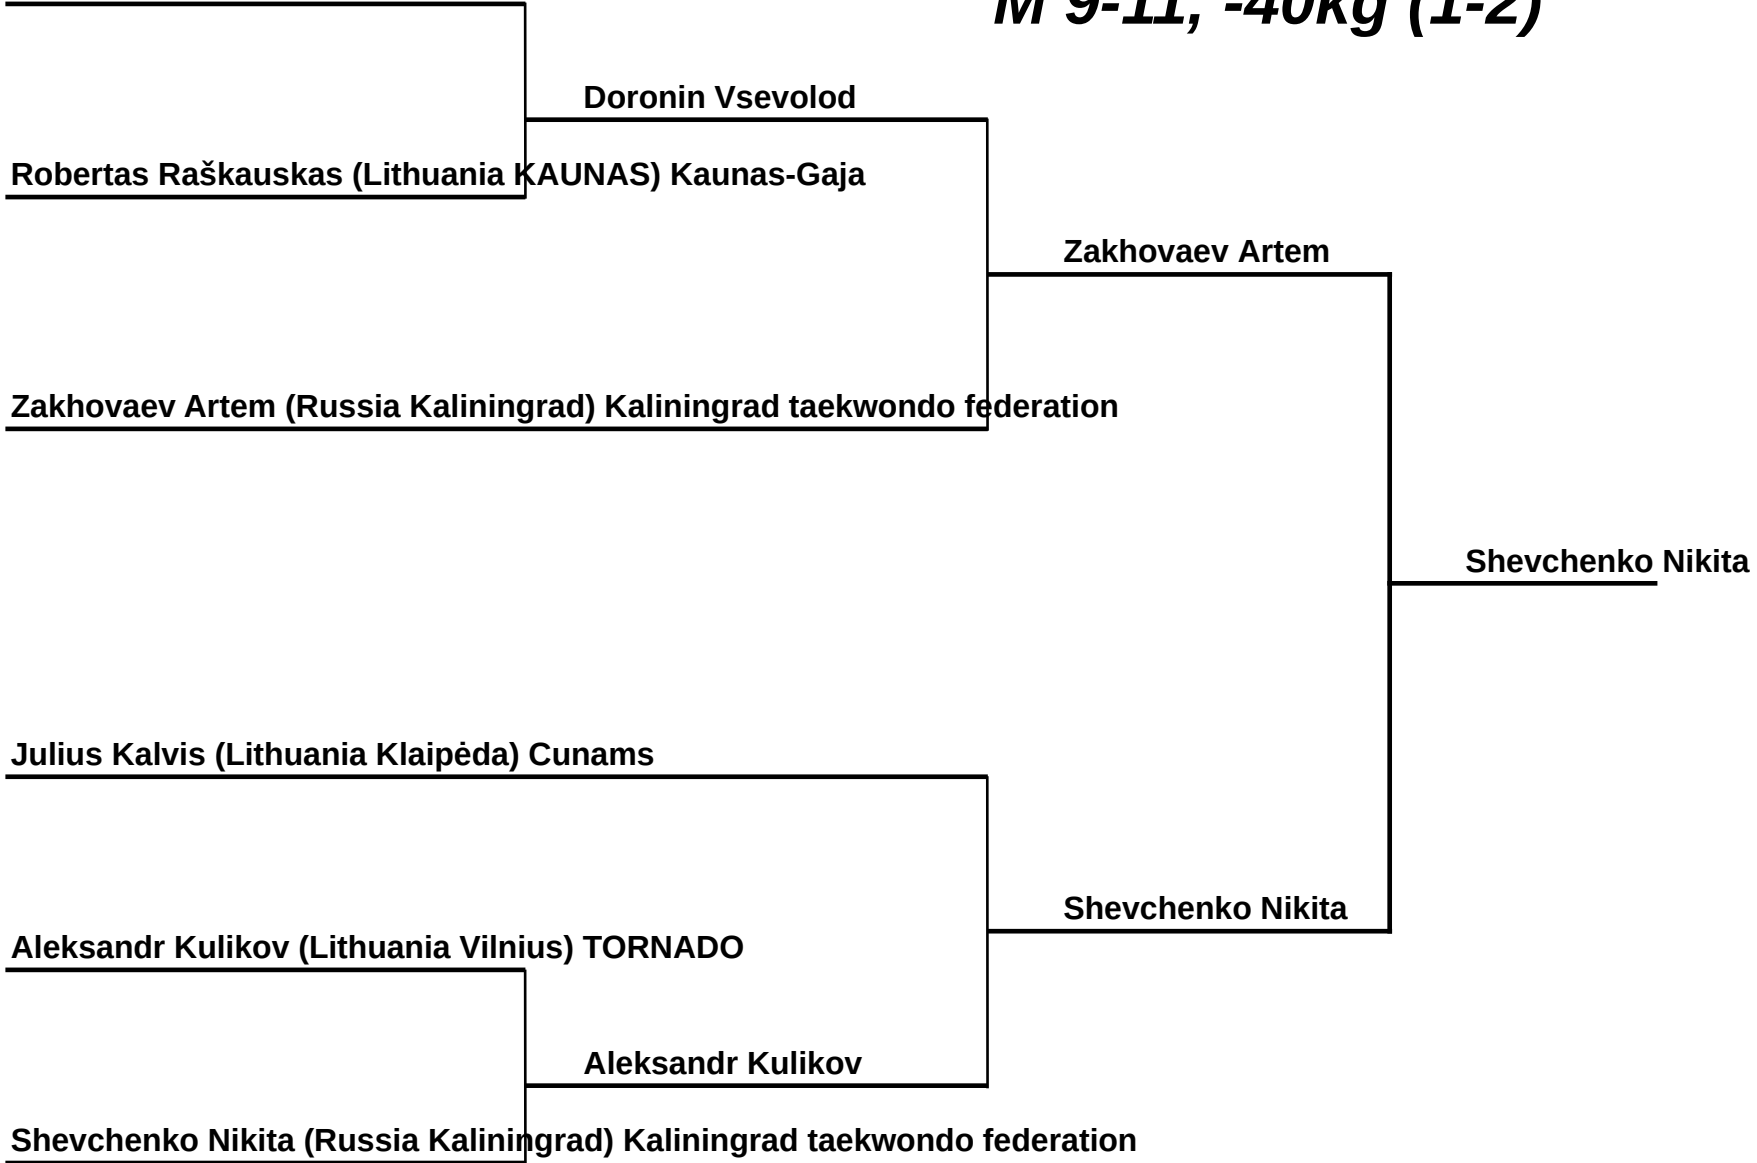 M 9-11, -40kg (1-2)
Doronin Vsevolod
Robertas Raškauskas (Lithuania KAUNAS) Kaunas-Gaja
Zakhovaev Artem
Zakhovaev Artem (Russia Kaliningrad) Kaliningrad taekwondo federation
Shevchenko Nikita
Julius Kalvis (Lithuania Klaipėda) Cunams
Shevchenko Nikita
Aleksandr Kulikov (Lithuania Vilnius) TORNADO
Aleksandr Kulikov
Shevchenko Nikita (Russia Kaliningrad) Kaliningrad taekwondo federation